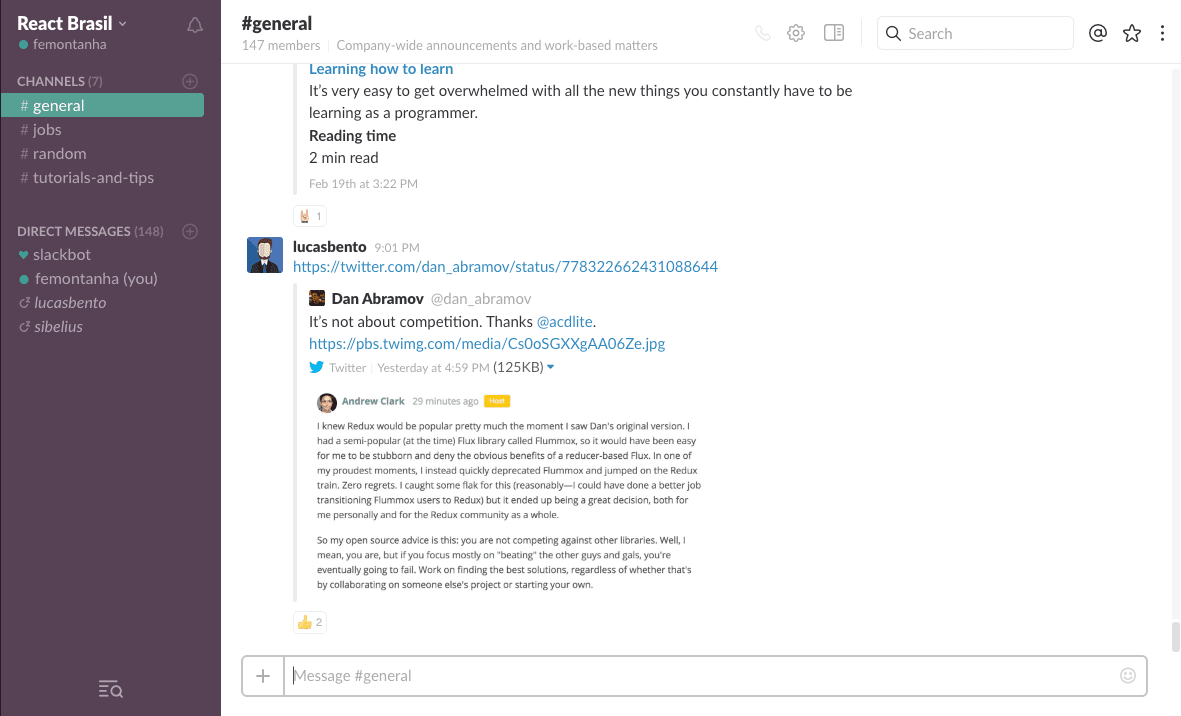 React Brasil
femontanha
CHANNELS (7)
# general
# jobs
# random
# tutorials-and-tips
DIRECT MESSAGES (148)
slackbot
femontanha (you)
lucasbento
sibelius
#general
147 members | Company-wide announcements and work-based matters
Search
Learning how to learn
It's very easy to get overwhelmed with all the new things you constantly have to be
learning as a programmer.
Reading time
2 min read
Feb 19th at 3:22 PM
1
lucasbento 9:01 PM
https://twitter.com/dan_abramov/status/778322662431088644
Dan Abramov @dan_abramov
It's not about competition. Thanks @acdlite.
https://pbs.twimg.com/media/Cs0oSGXXgAA06Ze.jpg
Twitter | Yesterday at 4:59 PM (125KB)
Andrew Clark 29 minutes ago Host
I knew Redux would be popular pretty much the moment I saw Dan's original version. I
had a semi-popular (at the time) Flux library called Flummox, so it would have been easy
for me to be stubborn and deny the obvious benefits of a reducer-based Flux. In one of
my proudest moments, I instead quickly deprecated Flummox and jumped on the Redux
train. Zero regrets. I caught some flak for this (reasonably—I could have done a better job
transitioning Flummox users to Redux) but it ended up being a great decision, both for
me personally and for the Redux community as a whole.
So my open source advice is this: you are not competing against other libraries. Well, I
mean, you are, but if you focus mostly on "beating" the other guys and gals, you're
eventually going to fail. Work on finding the best solutions, regardless of whether that's
by collaborating on someone else's project or starting your own.
2
Message #general